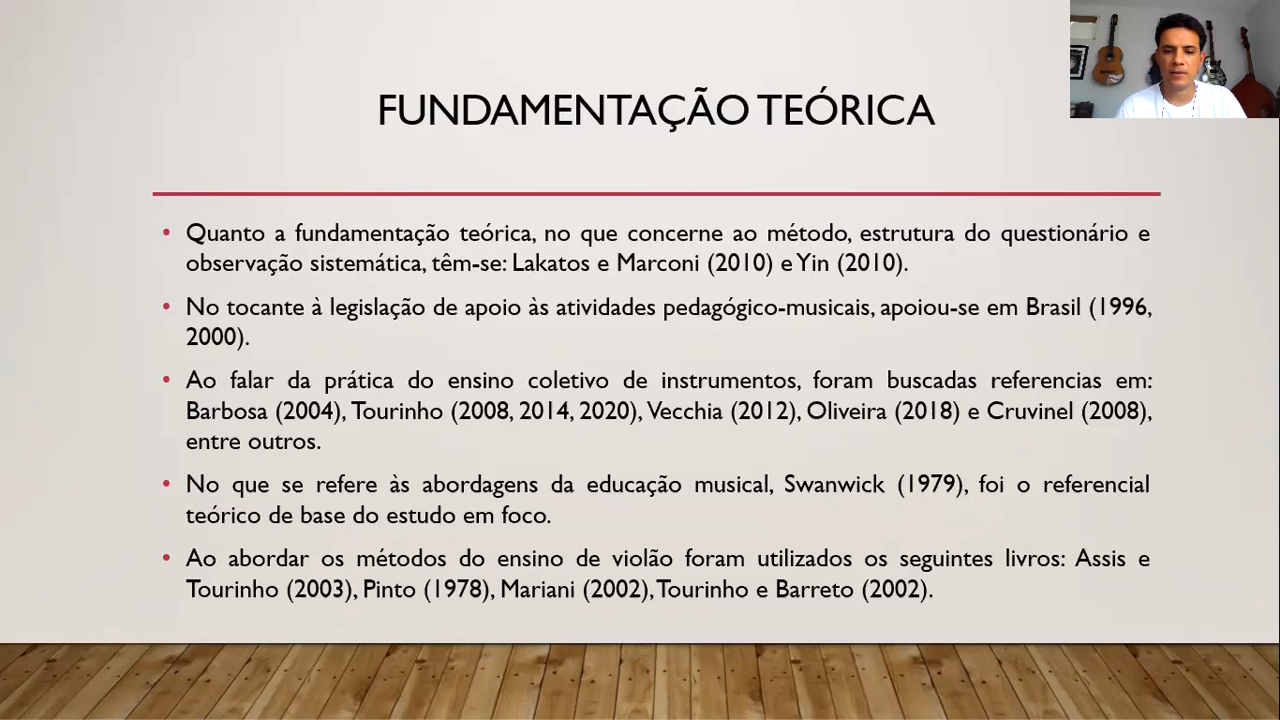 FUNDAMENTAÇÃO TEÓRICA
• Quanto a fundamentação teórica, no que concerne ao método, estrutura do questionário e
observação sistemática, têm-se: Lakatos e Marconi (2010) e Yin (2010).
• No tocante à legislação de apoio às atividades pedagógico-musicais, apoiou-se em Brasil (1996,
2000).
• Ao falar da prática do ensino coletivo de instrumentos, foram buscadas referencias em:
Barbosa (2004), Tourinho (2008, 2014, 2020), Vecchia (2012), Oliveira (2018) e Cruvinel (2008),
entre outros.
• No que se refere às abordagens da educação musical, Swanwick (1979), foi o referencial
teórico de base do estudo em foco.
• Ao abordar os métodos do ensino de violão foram utilizados os seguintes livros: Assis e
Tourinho (2003), Pinto (1978), Mariani (2002), Tourinho e Barreto (2002).